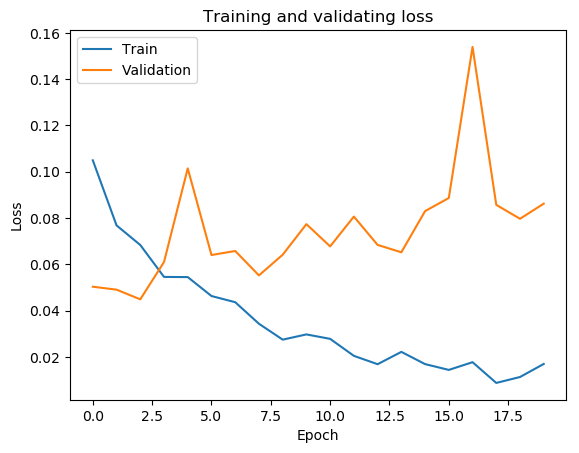 Training and validating loss
Train
Validation
0.16
0.14
0.12
0.10
0.08
0.06
0.04
0.02
Loss
0.0 2.5 5.0 7.5 10.0 12.5 15.0 17.5
Epoch